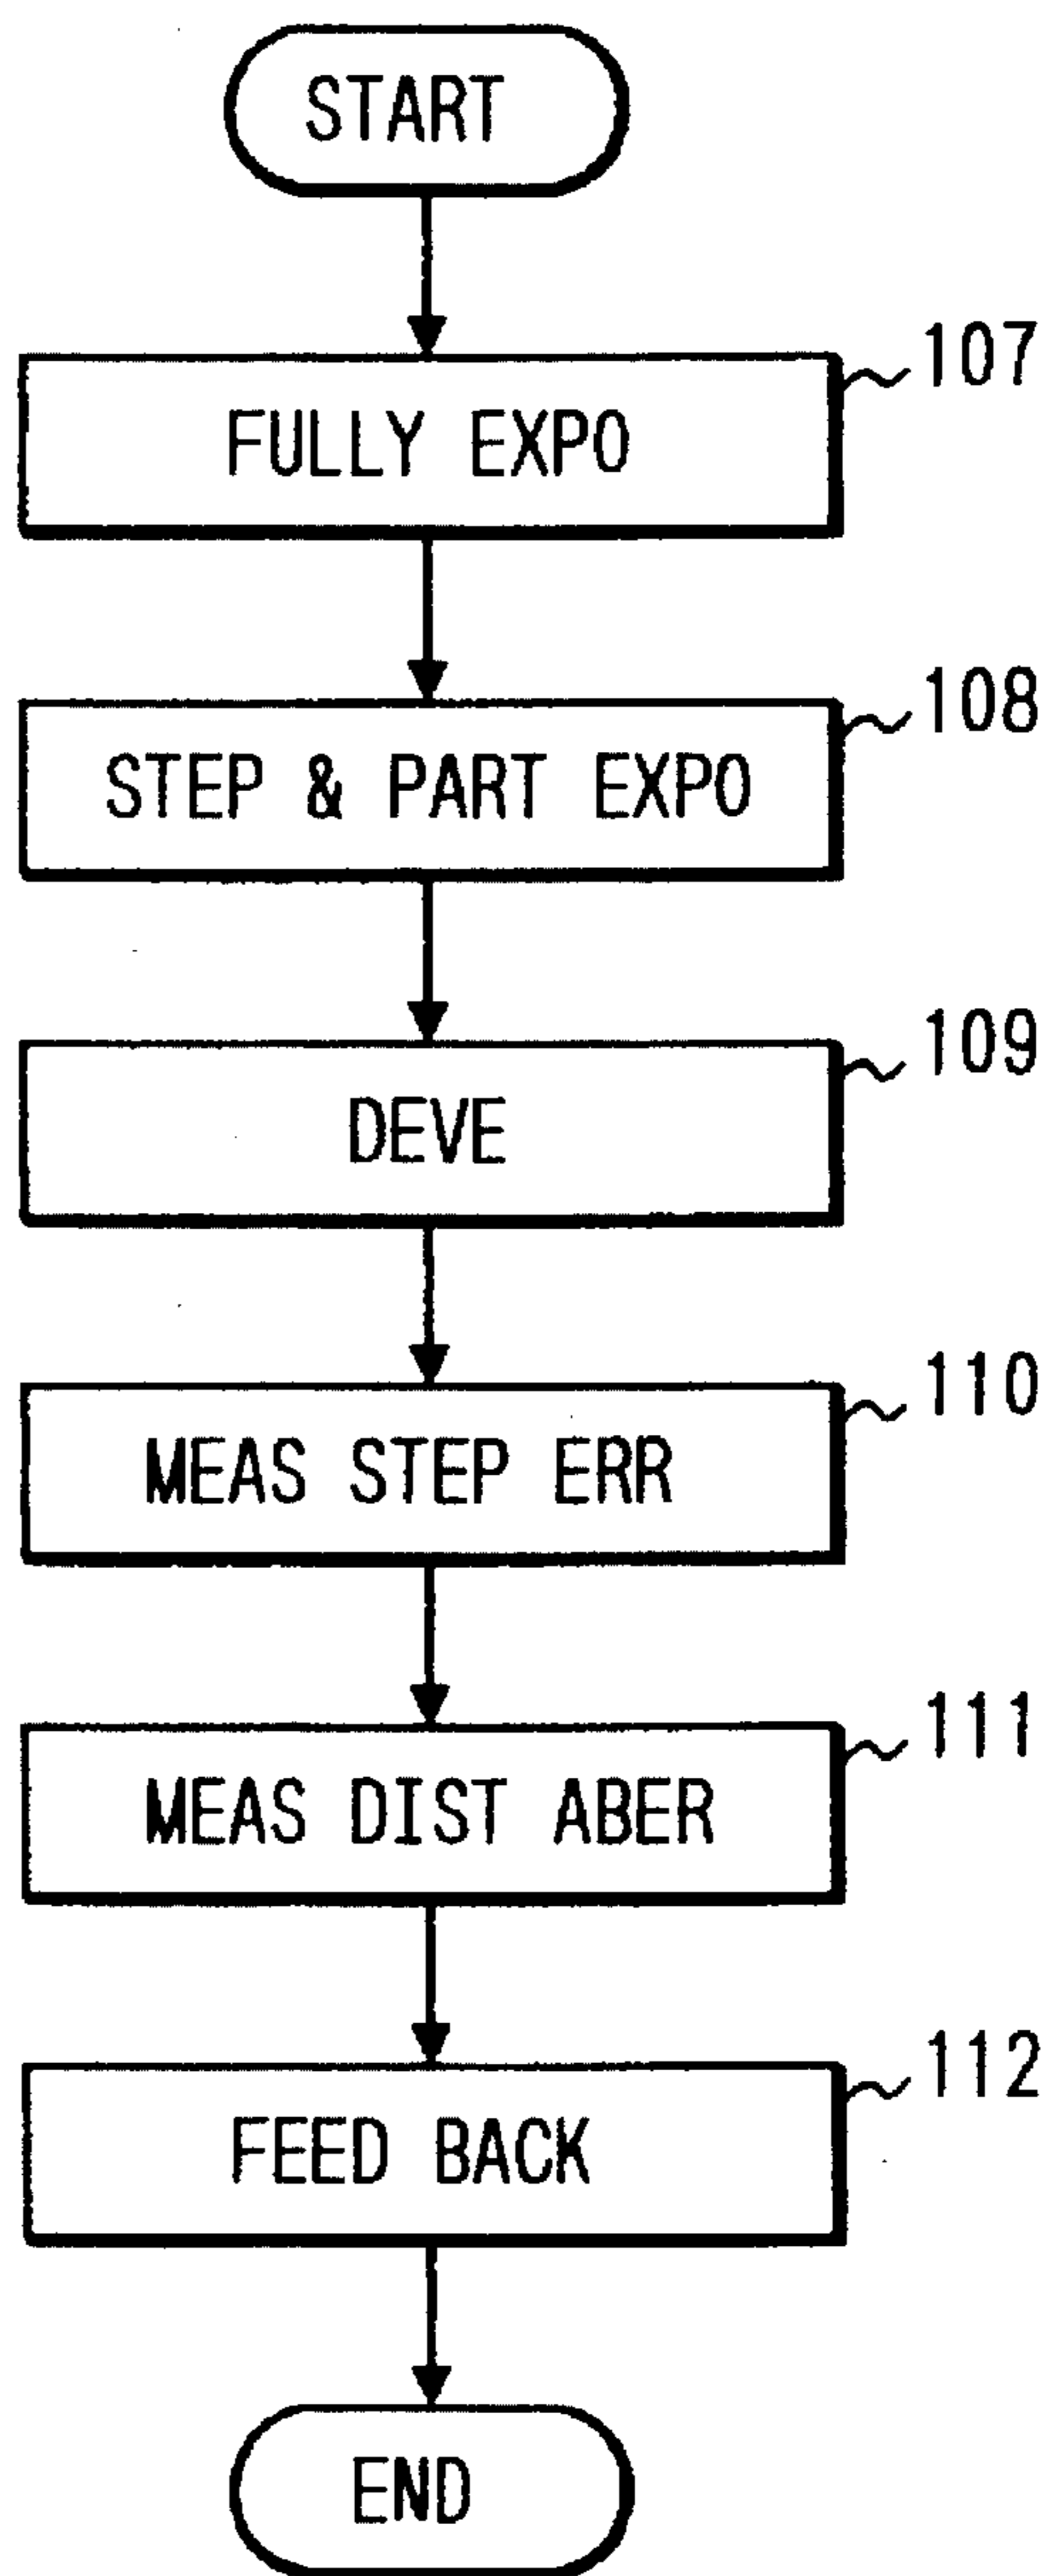 START
107
FULLY EXPO
108
STEP & PART EXPO
109
DEVE
110
MEAS STEP ERR
111
MEAS DIST ABER
112
FEED BACK
END